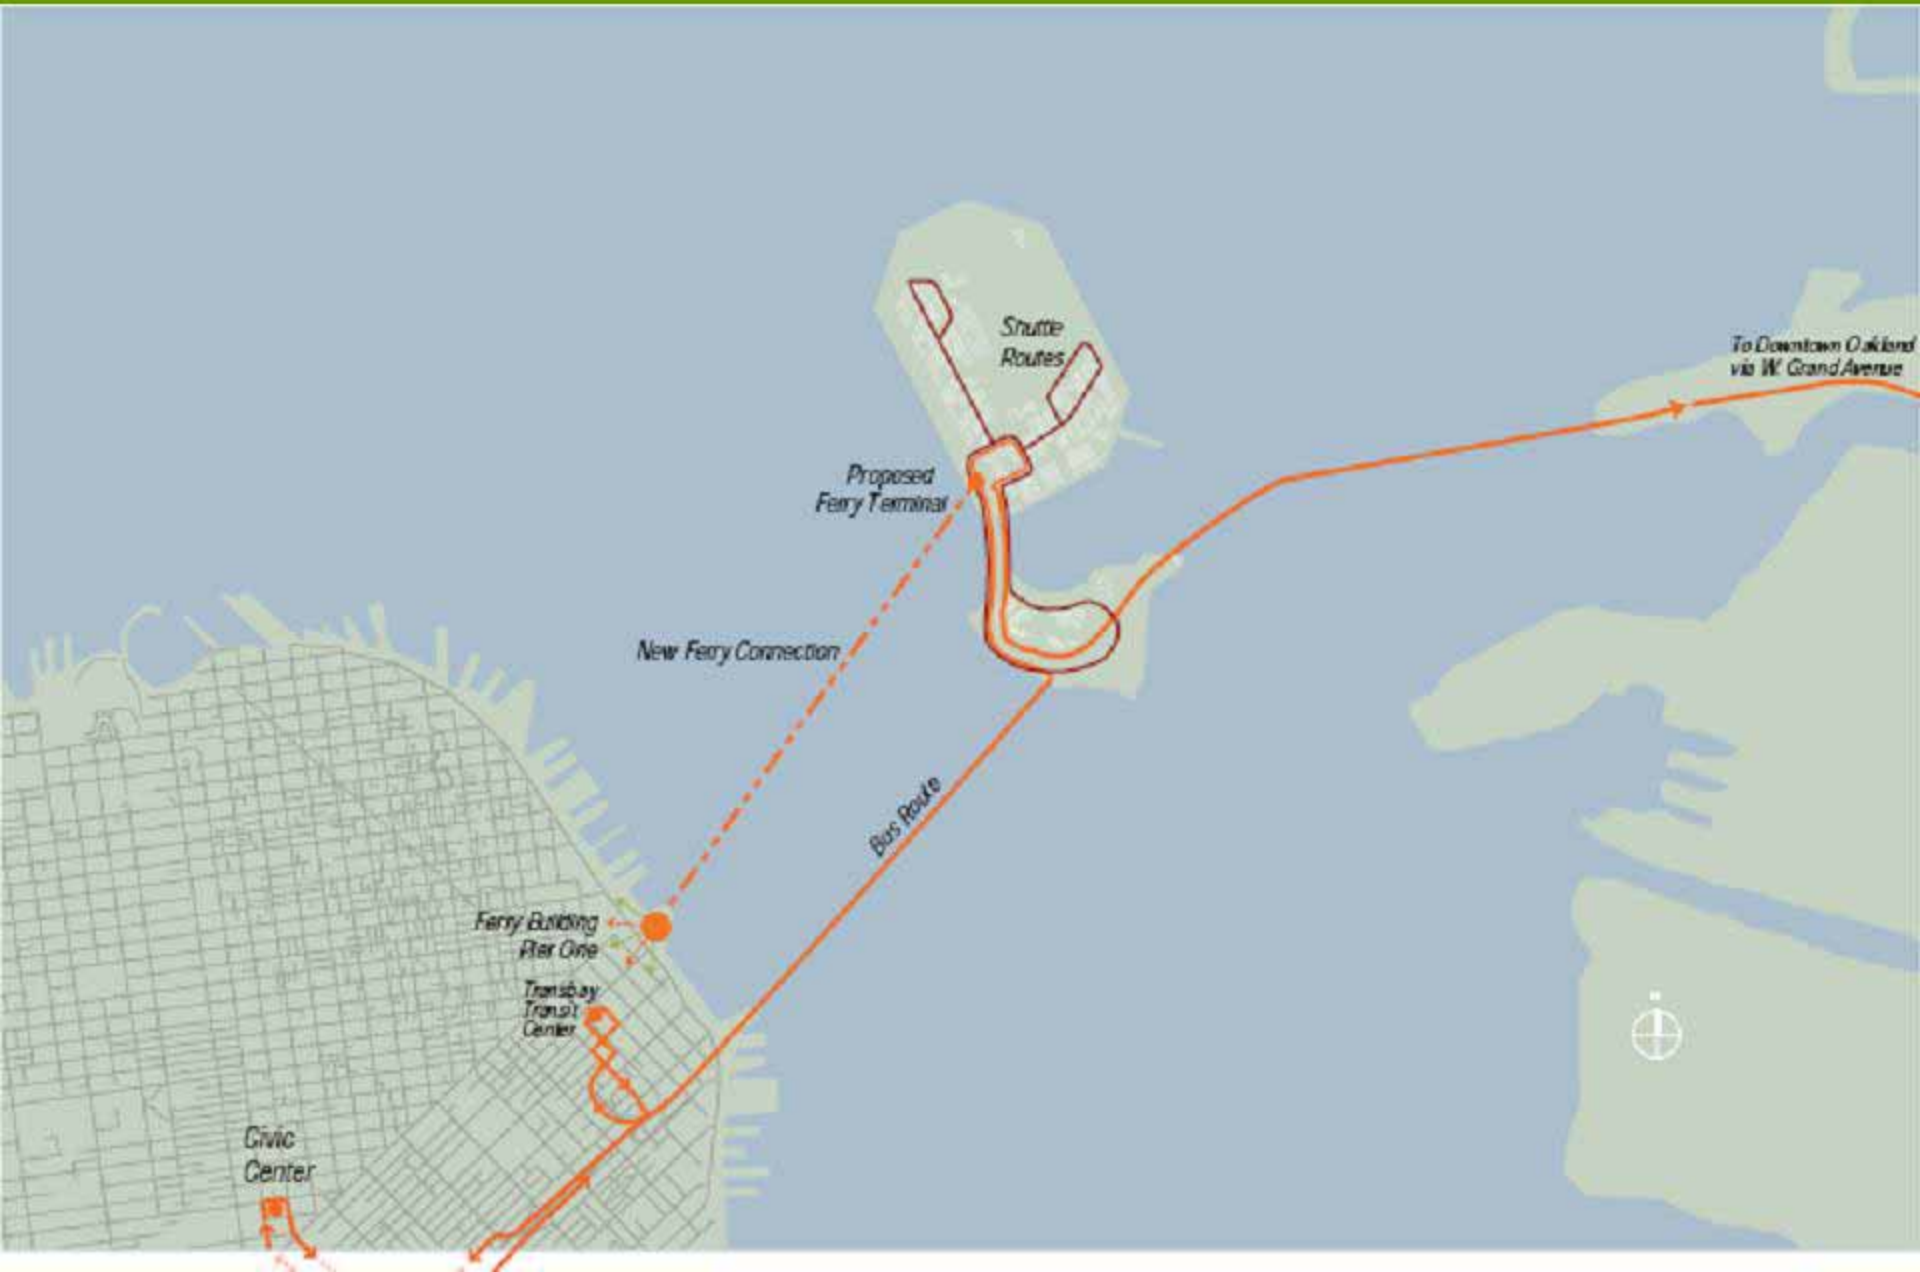 Shuttle
Routes
To Downtown Oakland
via W. Grand Avenue
Proposed
Ferry Terminal
New Ferry Connection
Bus Route
Ferry Building
Pier One
Transbay
Transit
Center
Civic
Center